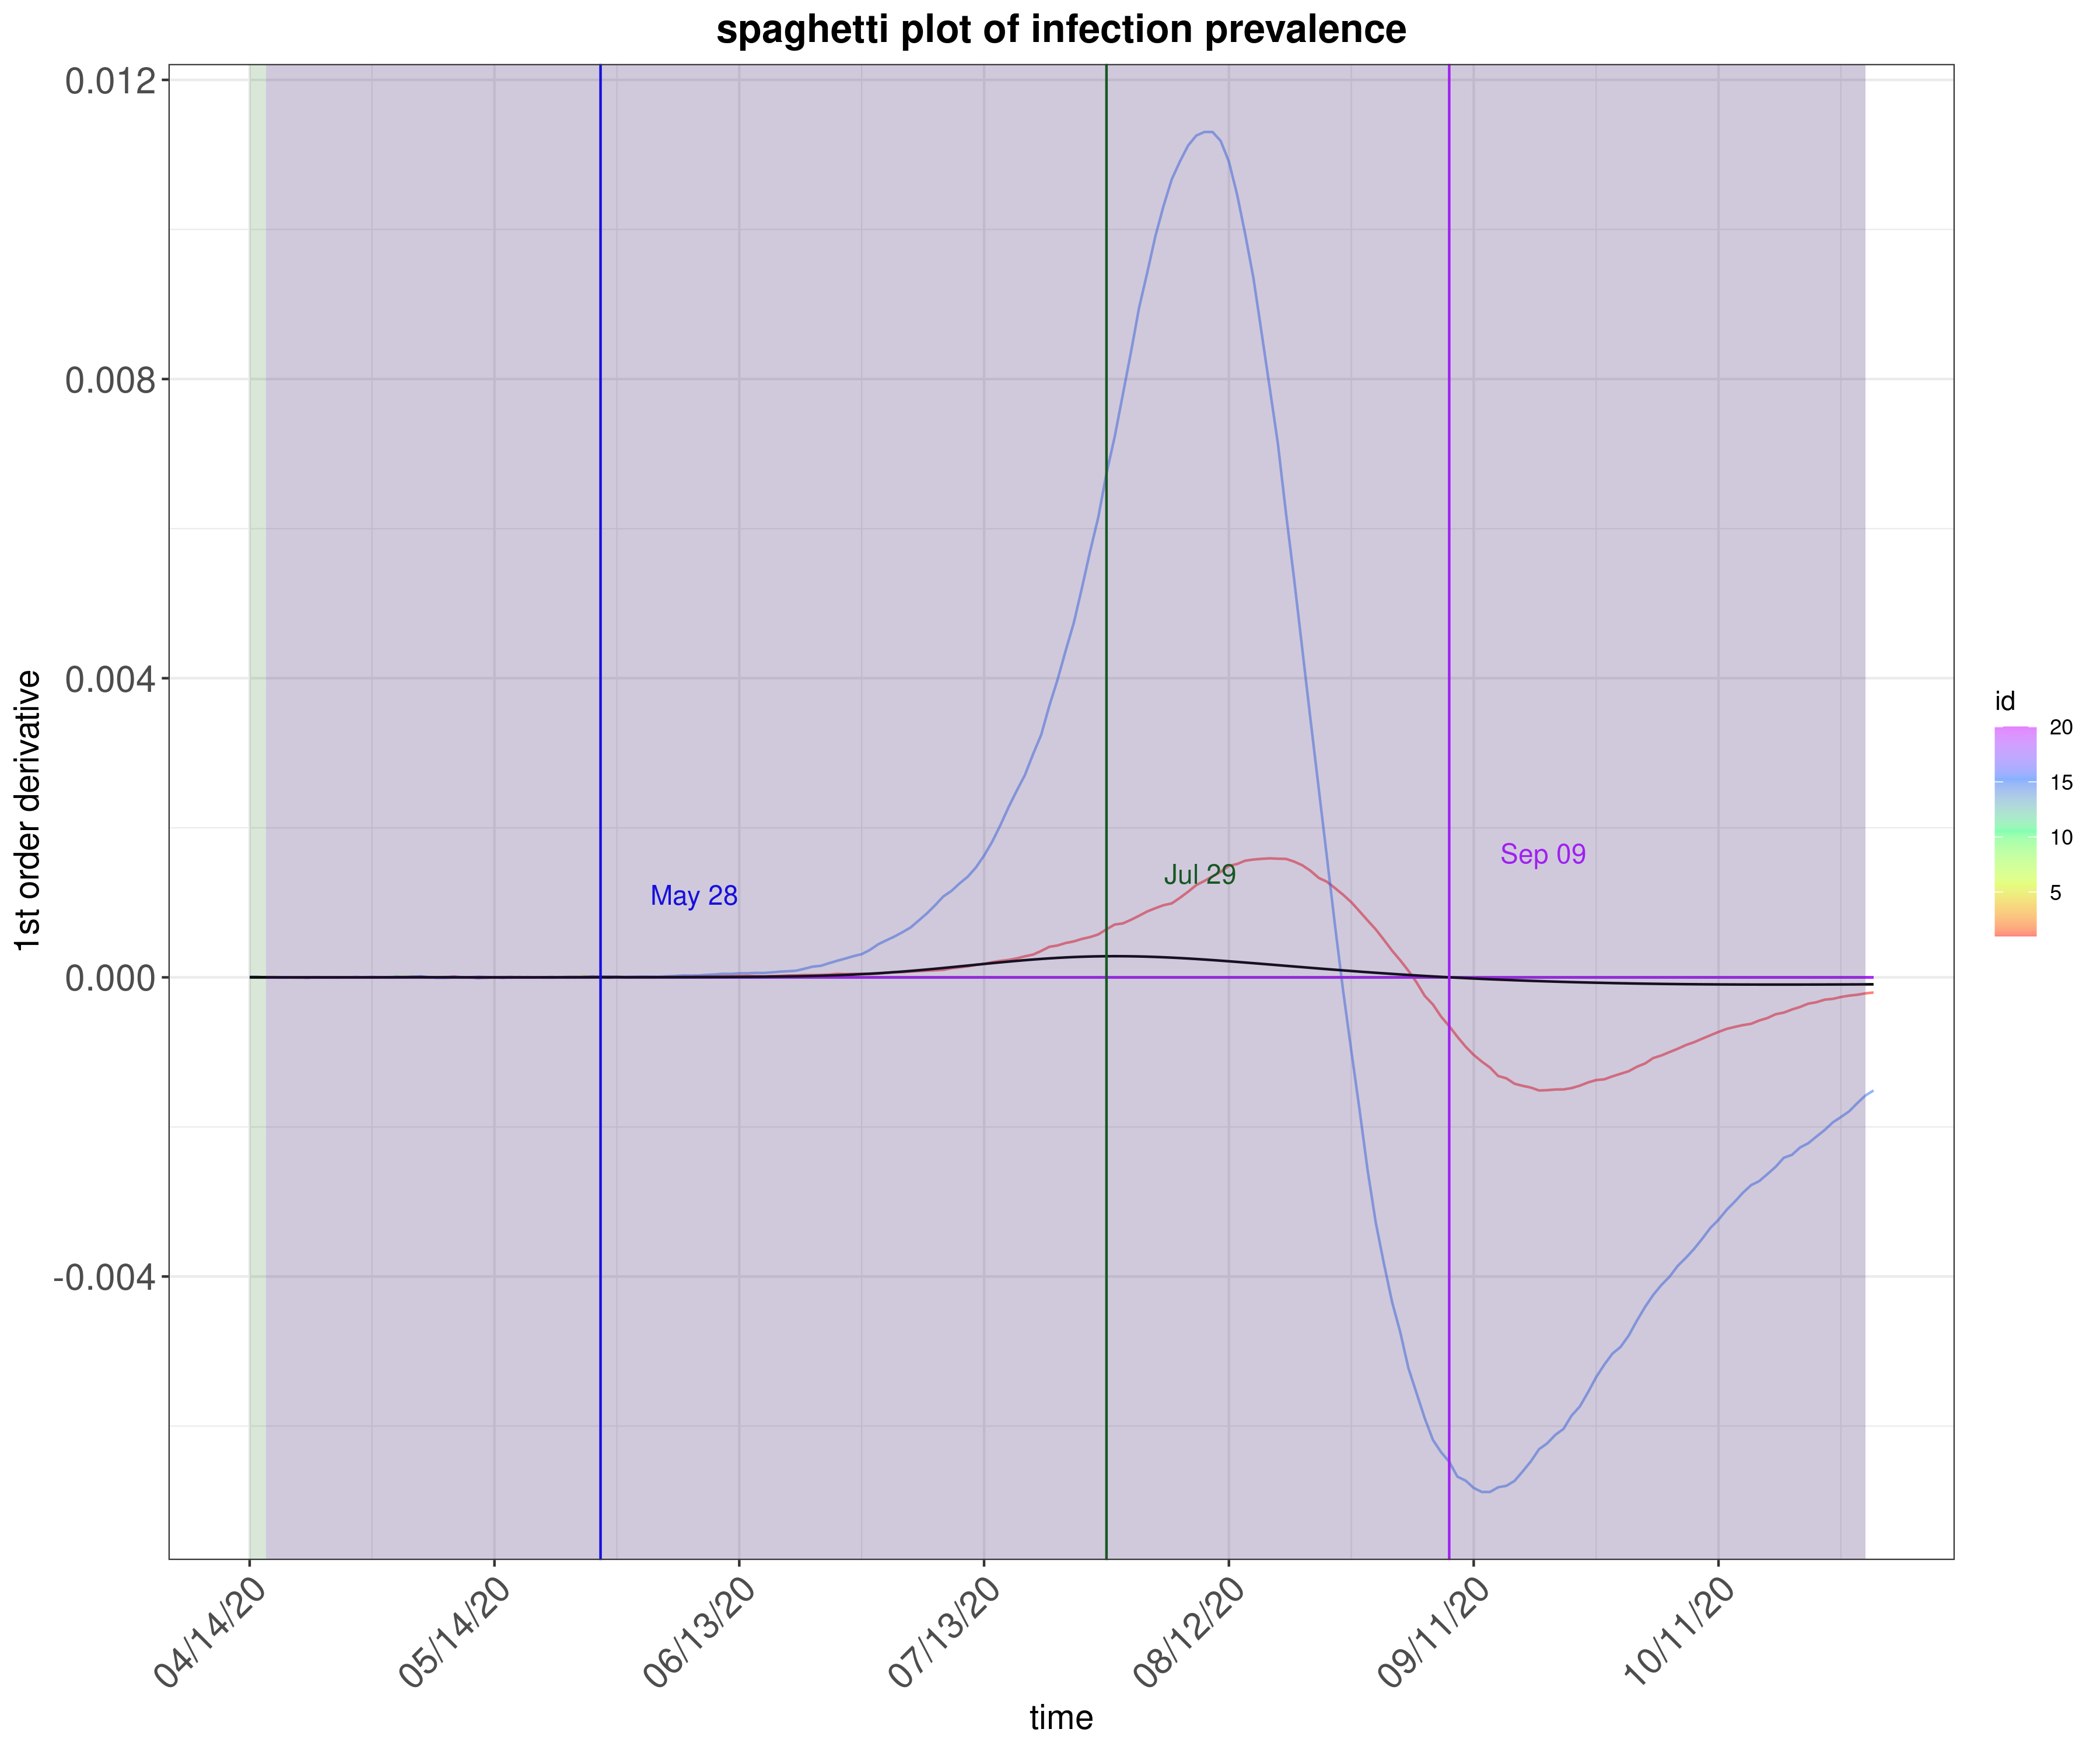 spaghetti plot of infection prevalence
0.012
0.008
0.004
0.000
-0.004
1st order derivative
May 28
Jul 29
Sep 09
04/14/20
05/14/20
06/13/20
07/13/20
08/12/20
09/11/20
10/11/20
time
id
20
15
10
5